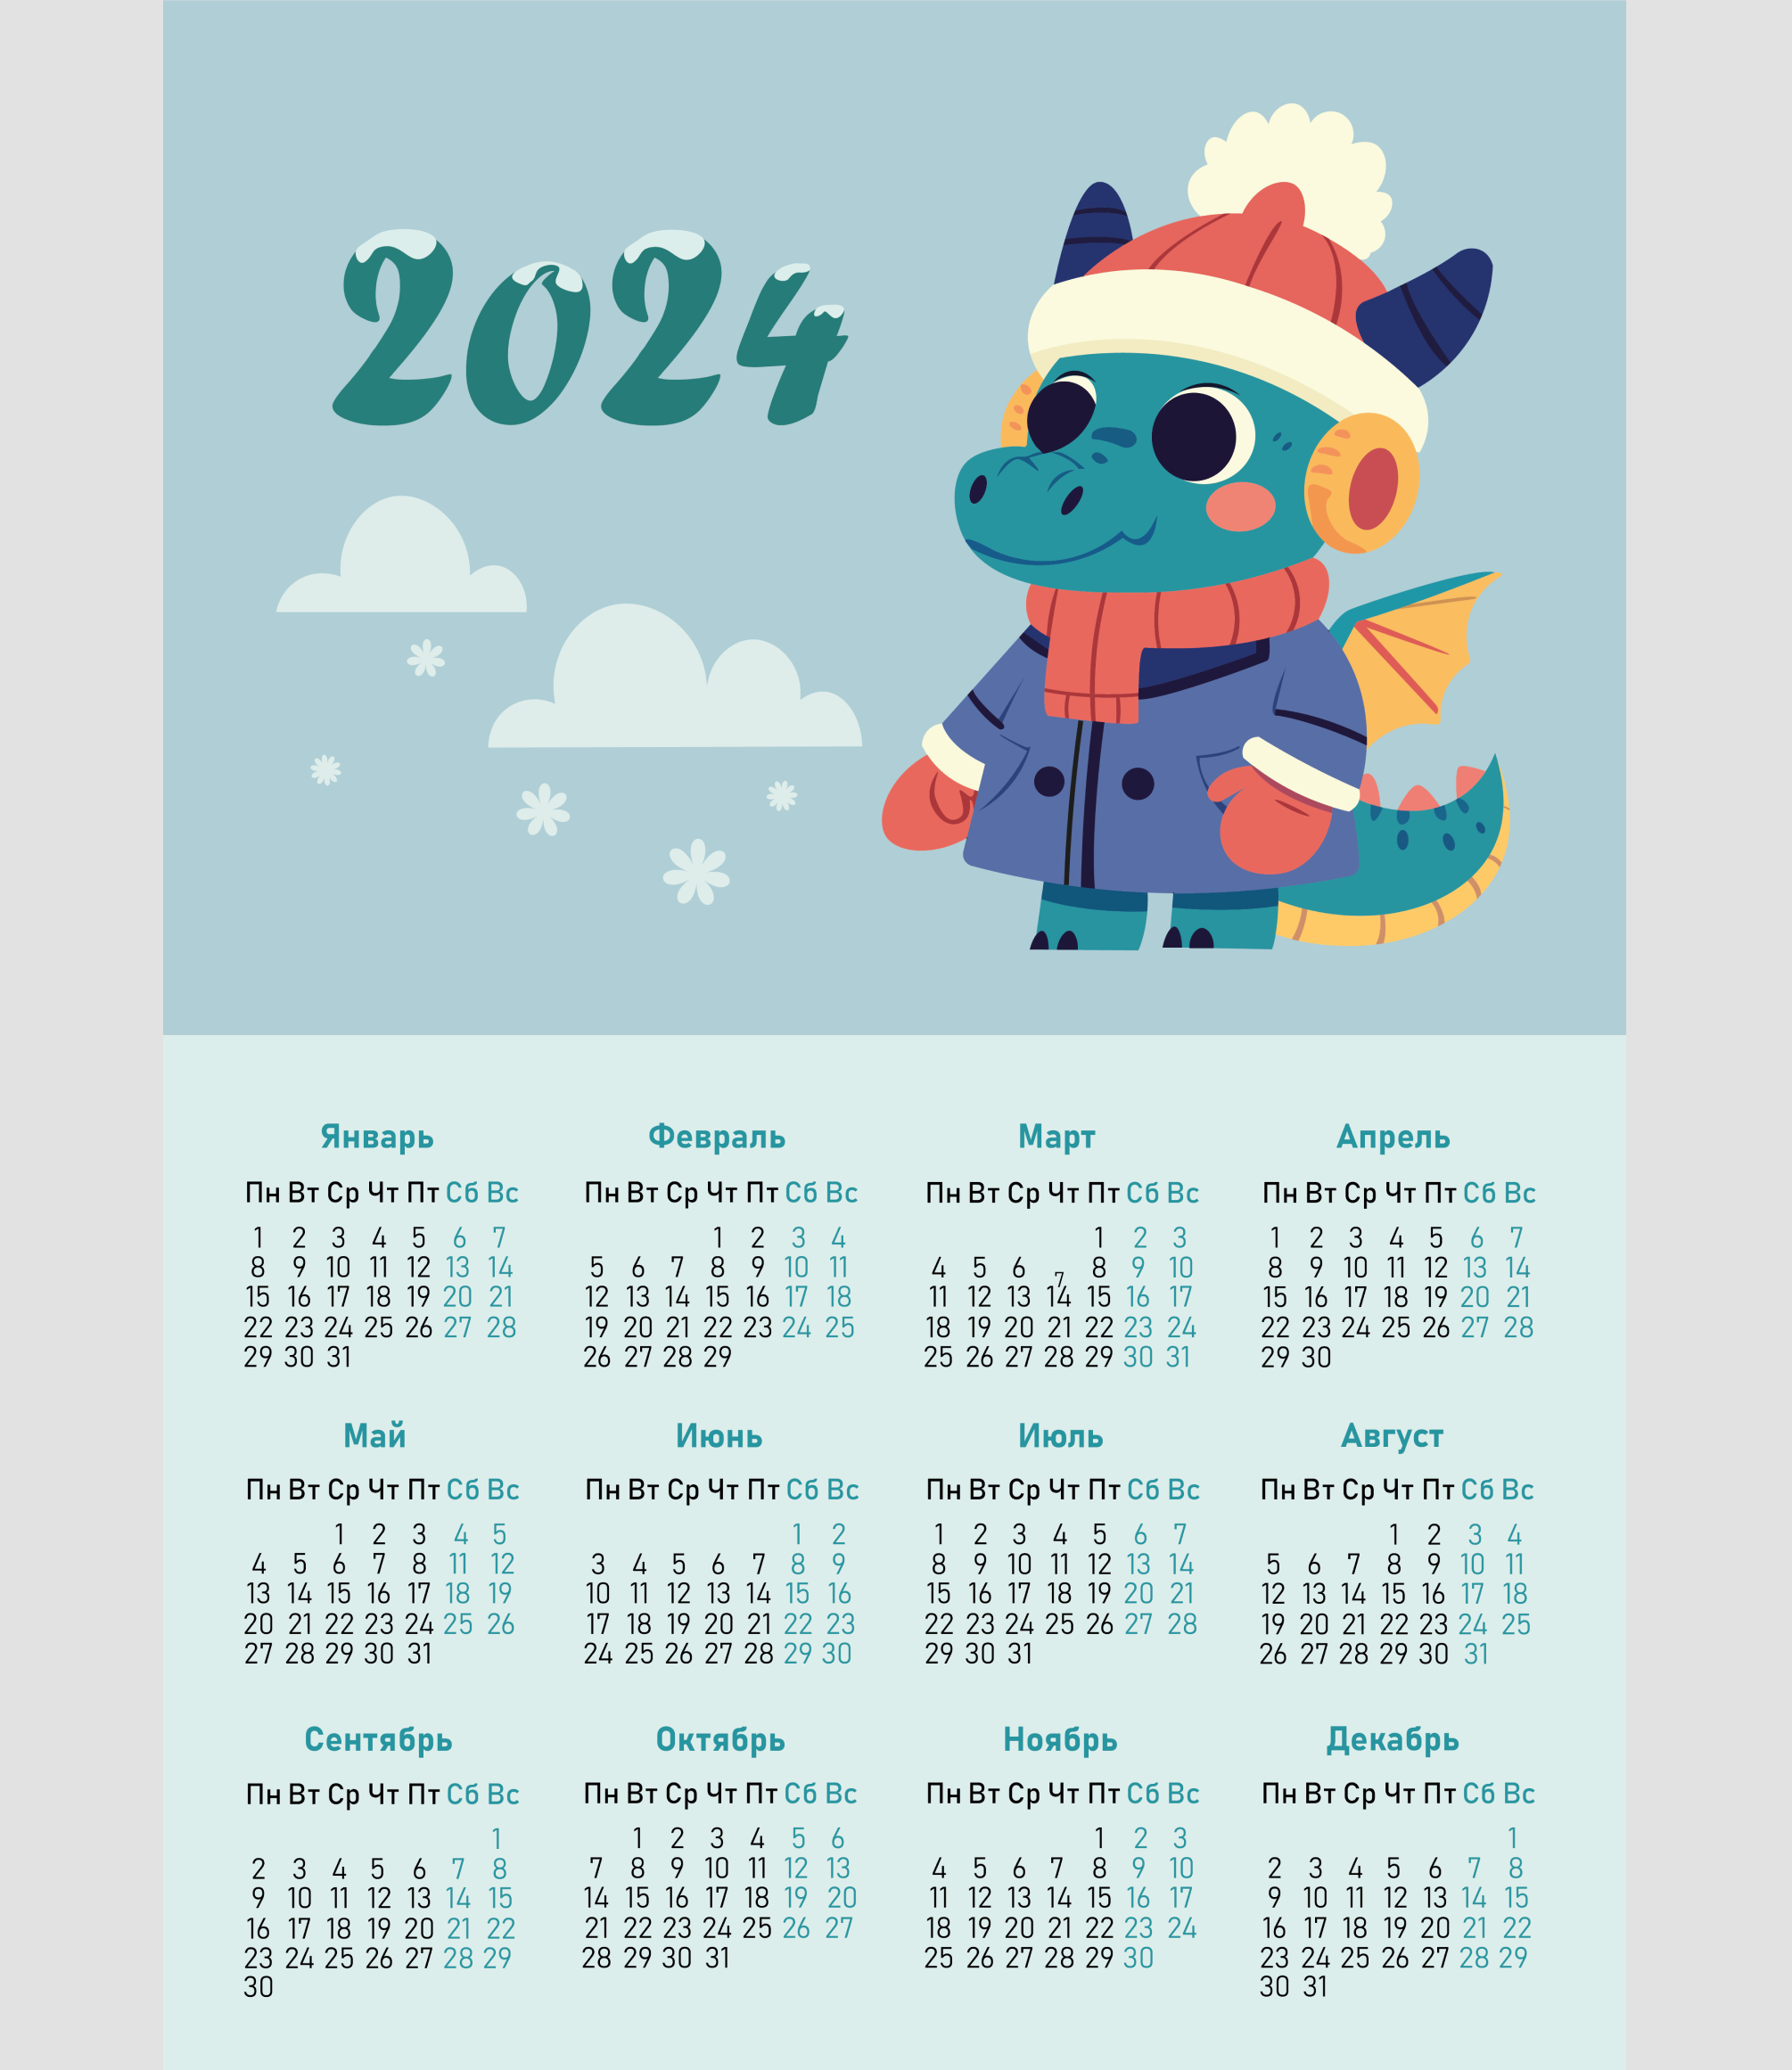 2024
Январь
Пн Вт Ср Чт Пт Сб Вс
1 2 3 4 5 6 7
8 9 10 11 12 13 14
15 16 17 18 19 20 21
22 23 24 25 26 27 28
29 30 31
Февраль
Пн Вт Ср Чт Пт Сб Вс
1 2 3 4
5 6 7 8 9 10 11
12 13 14 15 16 17 18
19 20 21 22 23 24 25
26 27 28 29
Март
Пн Вт Ср Чт Пт Сб Вс
1 2 3
4 5 6 7 8 9 10
11 12 13 14 15 16 17
18 19 20 21 22 23 24
25 26 27 28 29 30 31
Апрель
Пн Вт Ср Чт Пт Сб Вс
1 2 3 4 5 6 7
8 9 10 11 12 13 14
15 16 17 18 19 20 21
22 23 24 25 26 27 28
29 30
Май
Пн Вт Ср Чт Пт Сб Вс
1 2 3 4 5
4 5 6 7 8 11 12
13 14 15 16 17 18 19
20 21 22 23 24 25 26
27 28 29 30 31
Июнь
Пн Вт Ср Чт Пт Сб Вс
1 2
3 4 5 6 7 8 9
10 11 12 13 14 15 16
17 18 19 20 21 22 23
24 25 26 27 28 29 30
Июль
Пн Вт Ср Чт Пт Сб Вс
1 2 3 4 5 6 7
8 9 10 11 12 13 14
15 16 17 18 19 20 21
22 23 24 25 26 27 28
29 30 31
Август
Пн Вт Ср Чт Пт Сб Вс
1 2 3 4
5 6 7 8 9 10 11
12 13 14 15 16 17 18
19 20 21 22 23 24 25
26 27 28 29 30 31
Сентябрь
Пн Вт Ср Чт Пт Сб Вс
1
2 3 4 5 6 7 8
9 10 11 12 13 14 15
16 17 18 19 20 21 22
23 24 25 26 27 28 29
30
Октябрь
Пн Вт Ср Чт Пт Сб Вс
1 2 3 4 5 6
7 8 9 10 11 12 13
14 15 16 17 18 19 20
21 22 23 24 25 26 27
28 29 30 31
Ноябрь
Пн Вт Ср Чт Пт Сб Вс
1 2 3
4 5 6 7 8 9 10
11 12 13 14 15 16 17
18 19 20 21 22 23 24
25 26 27 28 29 30
Декабрь
Пн Вт Ср Чт Пт Сб Вс
1
2 3 4 5 6 7 8
9 10 11 12 13 14 15
16 17 18 19 20 21 22
23 24 25 26 27 28 29
30 31